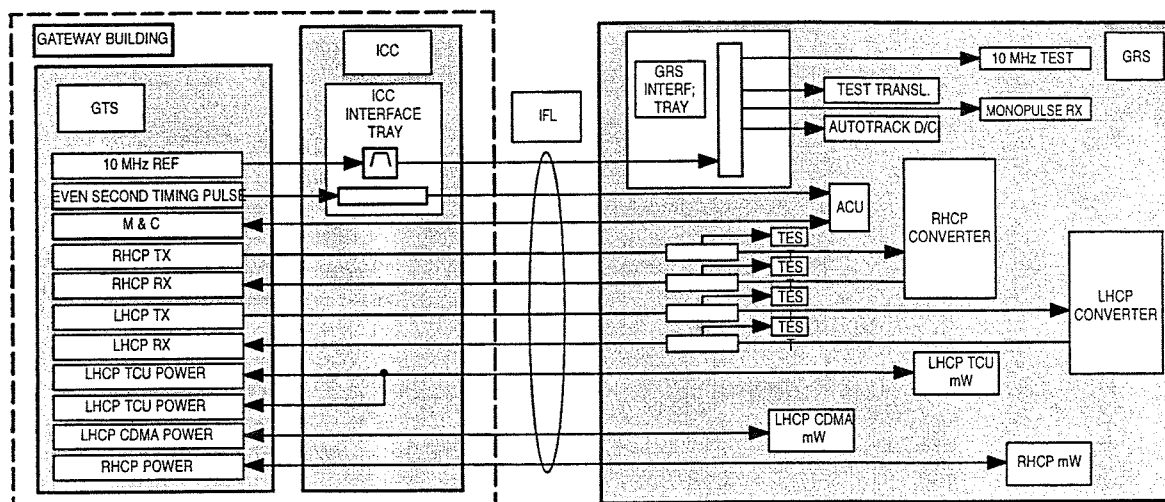 GATEWAY BUILDING
GTS
10 MHz REF
EVEN SECOND TIMING PULSE
M & C
RHCP TX
RHCP RX
LHCP TX
LHCP RX
LHCP TCU POWER
LHCP TCU POWER
LHCP CDMA POWER
RHCP POWER
ICC
ICC
INTERFACE
TRAY
IFL
GRS
INTERF;
TRAY
10 MHz TEST
GRS
TEST TRANSL.
MONOPULSE RX
AUTOTRACK D/C
ACU
RHCP
CONVERTER
TES
TES
TES
TES
LHCP
CONVERTER
LHCP TCU
mW
LHCP CDMA
mW
RHCP mW